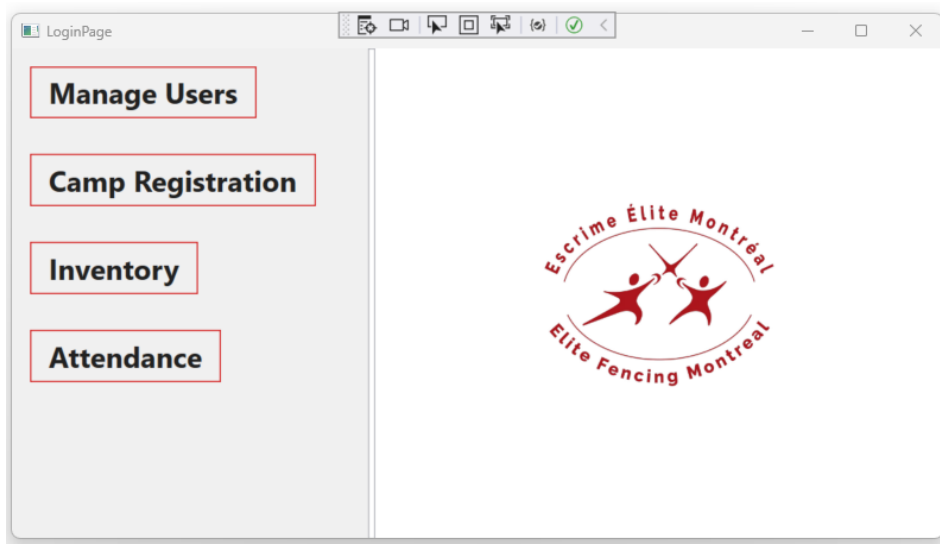 LoginPage
Manage Users
Camp Registration
Inventory
Attendance
Escrime Élite Montréal
Elite Fencing Montreal